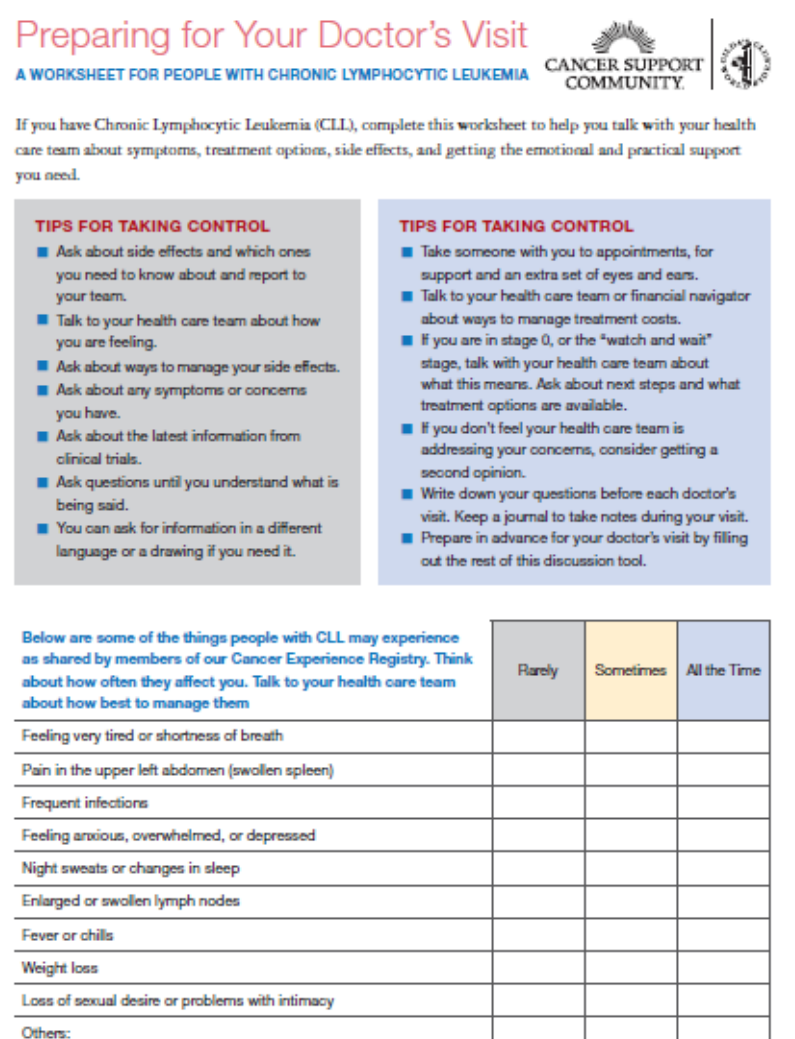 Preparing for Your Doctor's Visit
A WORKSHEET FOR PEOPLE WITH CHRONIC LYMPHOCYTIC LEUKEMIA
CANCER SUPPORT
COMMUNITY
GILDA'S CLUB
WORLDWIDE
If you have Chronic Lymphocytic Leukemia (CLL), complete this worksheet to help you talk with your health
care team about symptoms, treatment options, side effects, and getting the emotional and practical support
you need.
TIPS FOR TAKING CONTROL
■ Ask about side effects and which ones
you need to know about and report to
your team.
■ Talk to your health care team about how
you are feeling.
■ Ask about ways to manage your side effects.
■ Ask about any symptoms or concerns
you have.
■ Ask about the latest information from
clinical trials.
■ Ask questions until you understand what is
being said.
■ You can ask for information in a different
language or a drawing if you need it.
TIPS FOR TAKING CONTROL
■ Take someone with you to appointments, for
support and an extra set of eyes and ears.
■ Talk to your health care team or financial navigator
about ways to manage treatment costs.
■ If you are in stage 0, or the "watch and wait"
stage, talk with your health care team about
what this means. Ask about next steps and what
treatment options are available.
■ If you don't feel your health care team is
addressing your concerns, consider getting a
second opinion.
■ Write down your questions before each doctor's
visit. Keep a journal to take notes during your visit.
■ Prepare in advance for your doctor's visit by filling
out the rest of this discussion tool.
Below are some of the things people with CLL may experience
as shared by members of our Cancer Experience Registry. Think
about how often they affect you. Talk to your health care team
about how best to manage them
Rarely
Sometimes
All the Time
Feeling very tired or shortness of breath
Pain in the upper left abdomen (swollen spleen)
Frequent infections
Feeling anxious, overwhelmed, or depressed
Night sweats or changes in sleep
Enlarged or swollen lymph nodes
Fever or chills
Weight loss
Loss of sexual desire or problems with intimacy
Others: